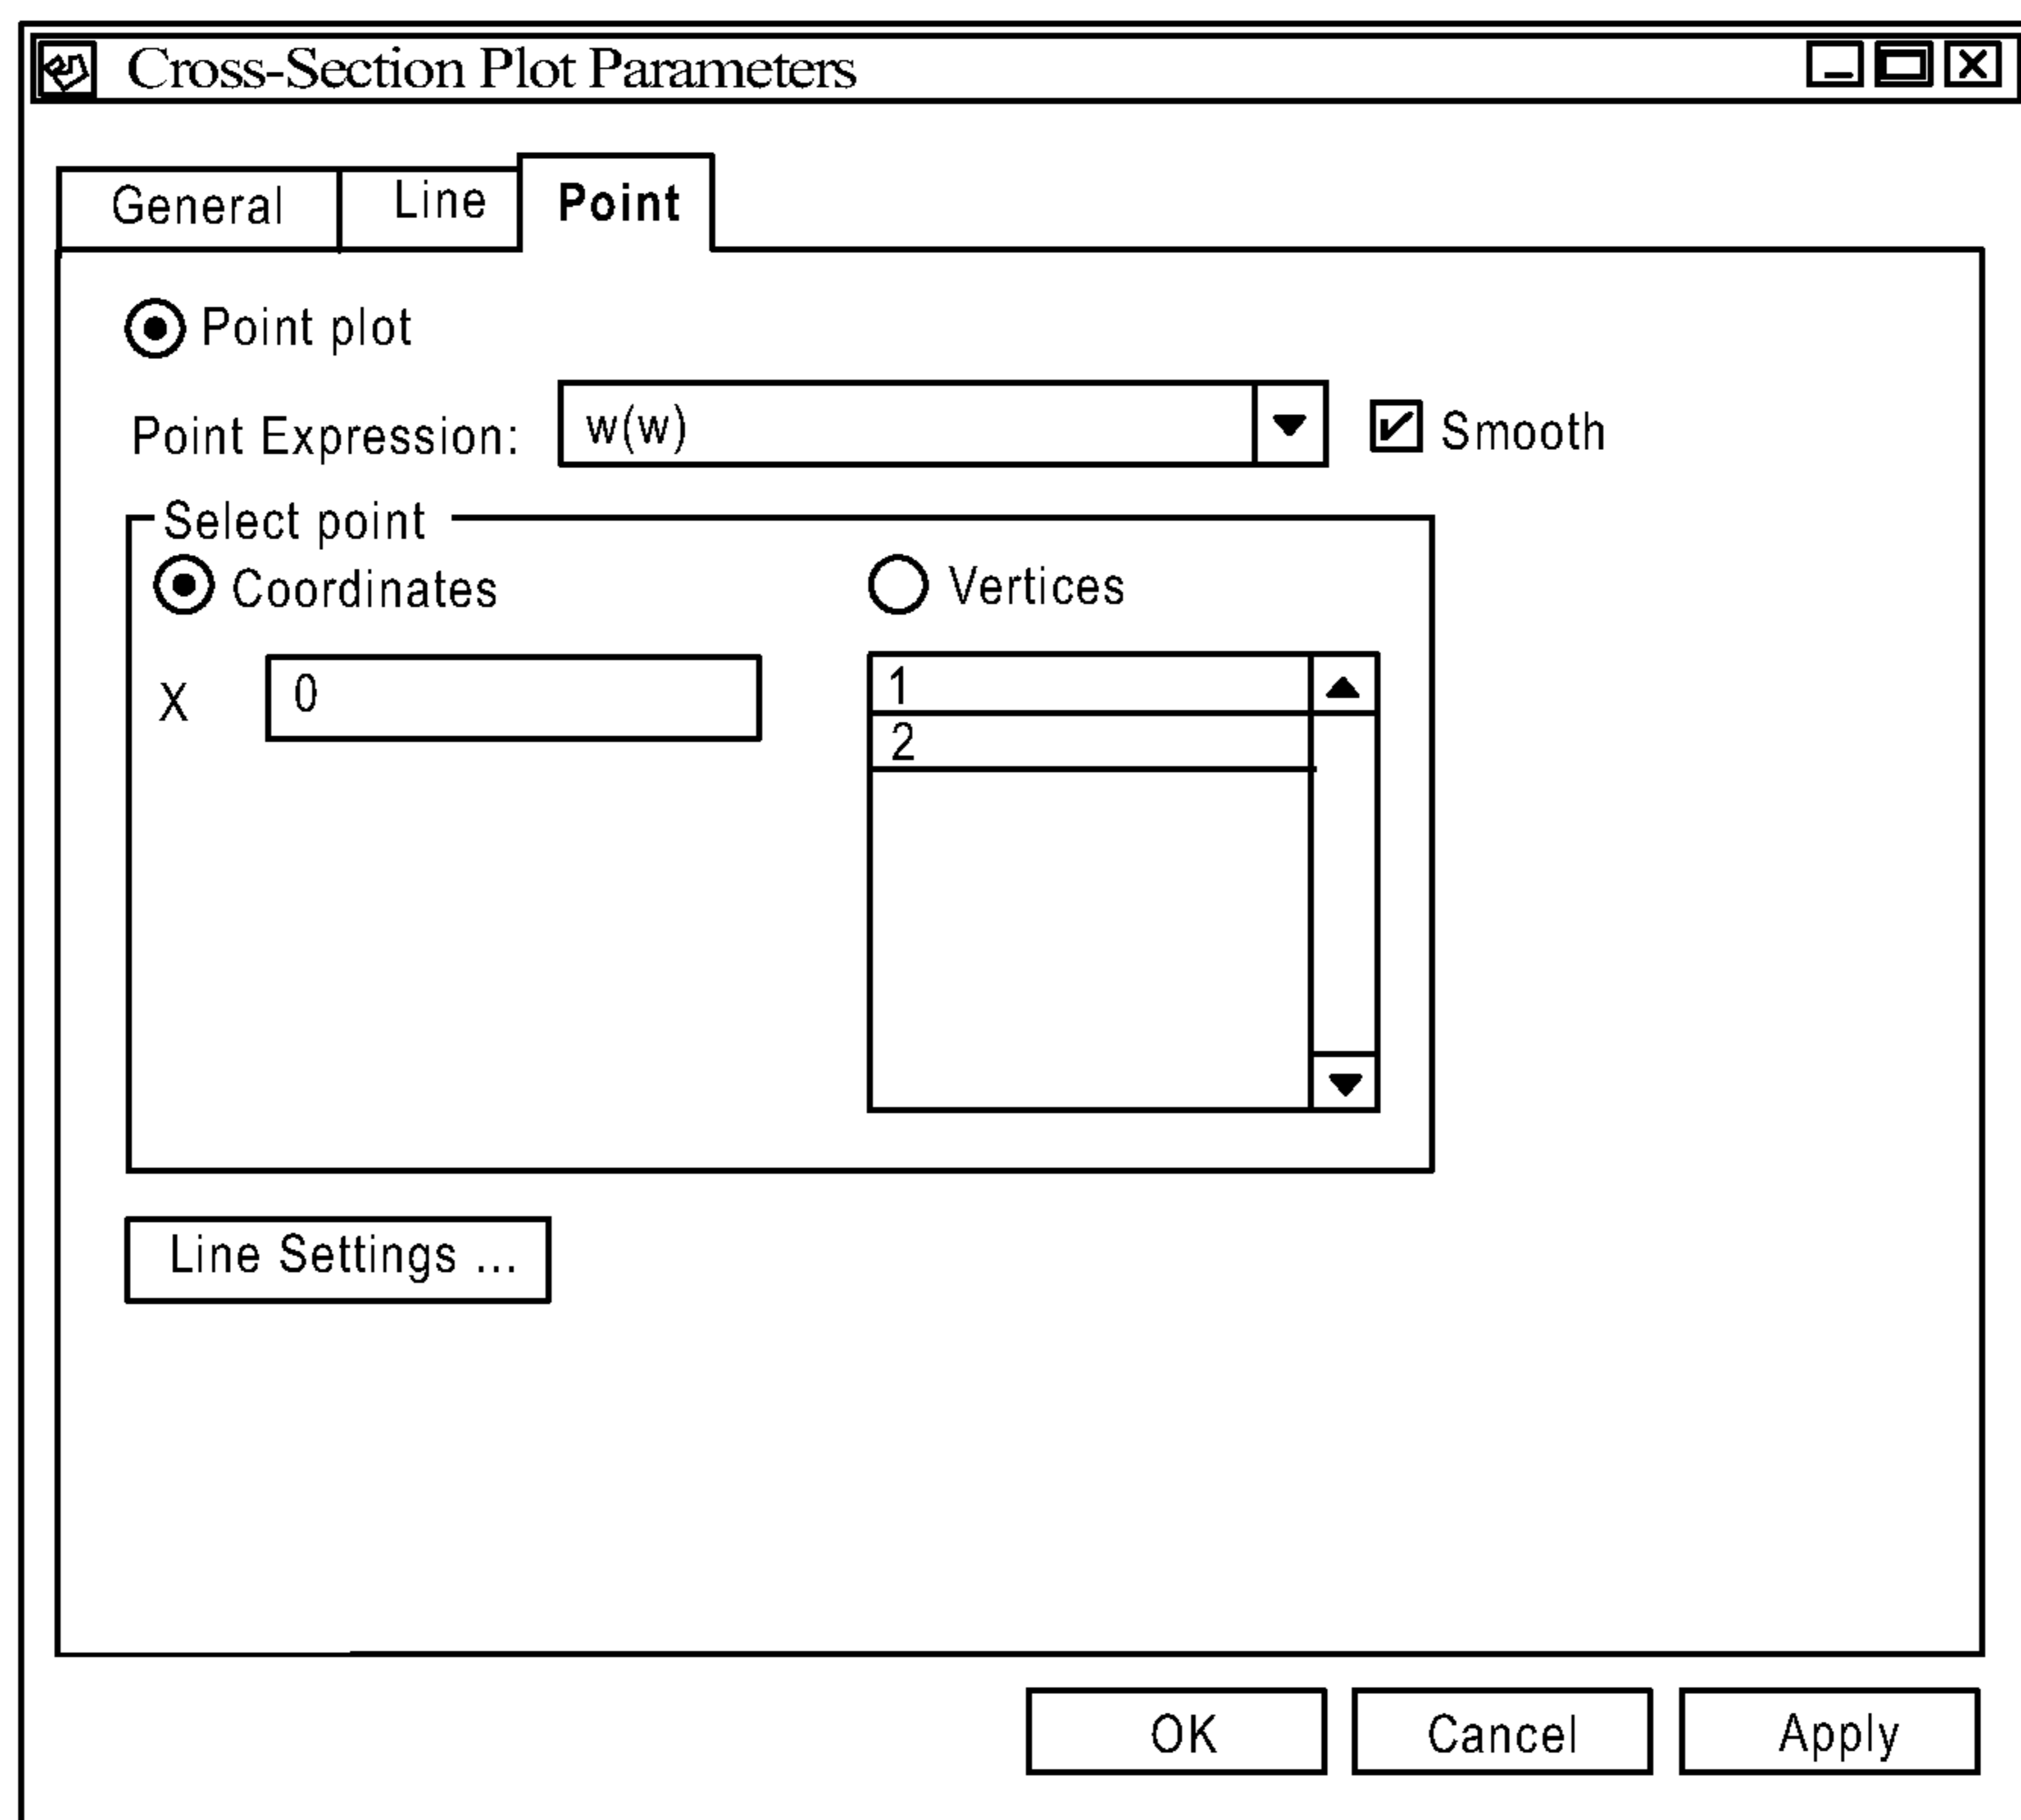 Cross-Section Plot Parameters
General Line Point
Point plot
Point Expression: w(w) Smooth
Select point
Coordinates Vertices
X 0 1
2
Line Settings ...
OK Cancel Apply